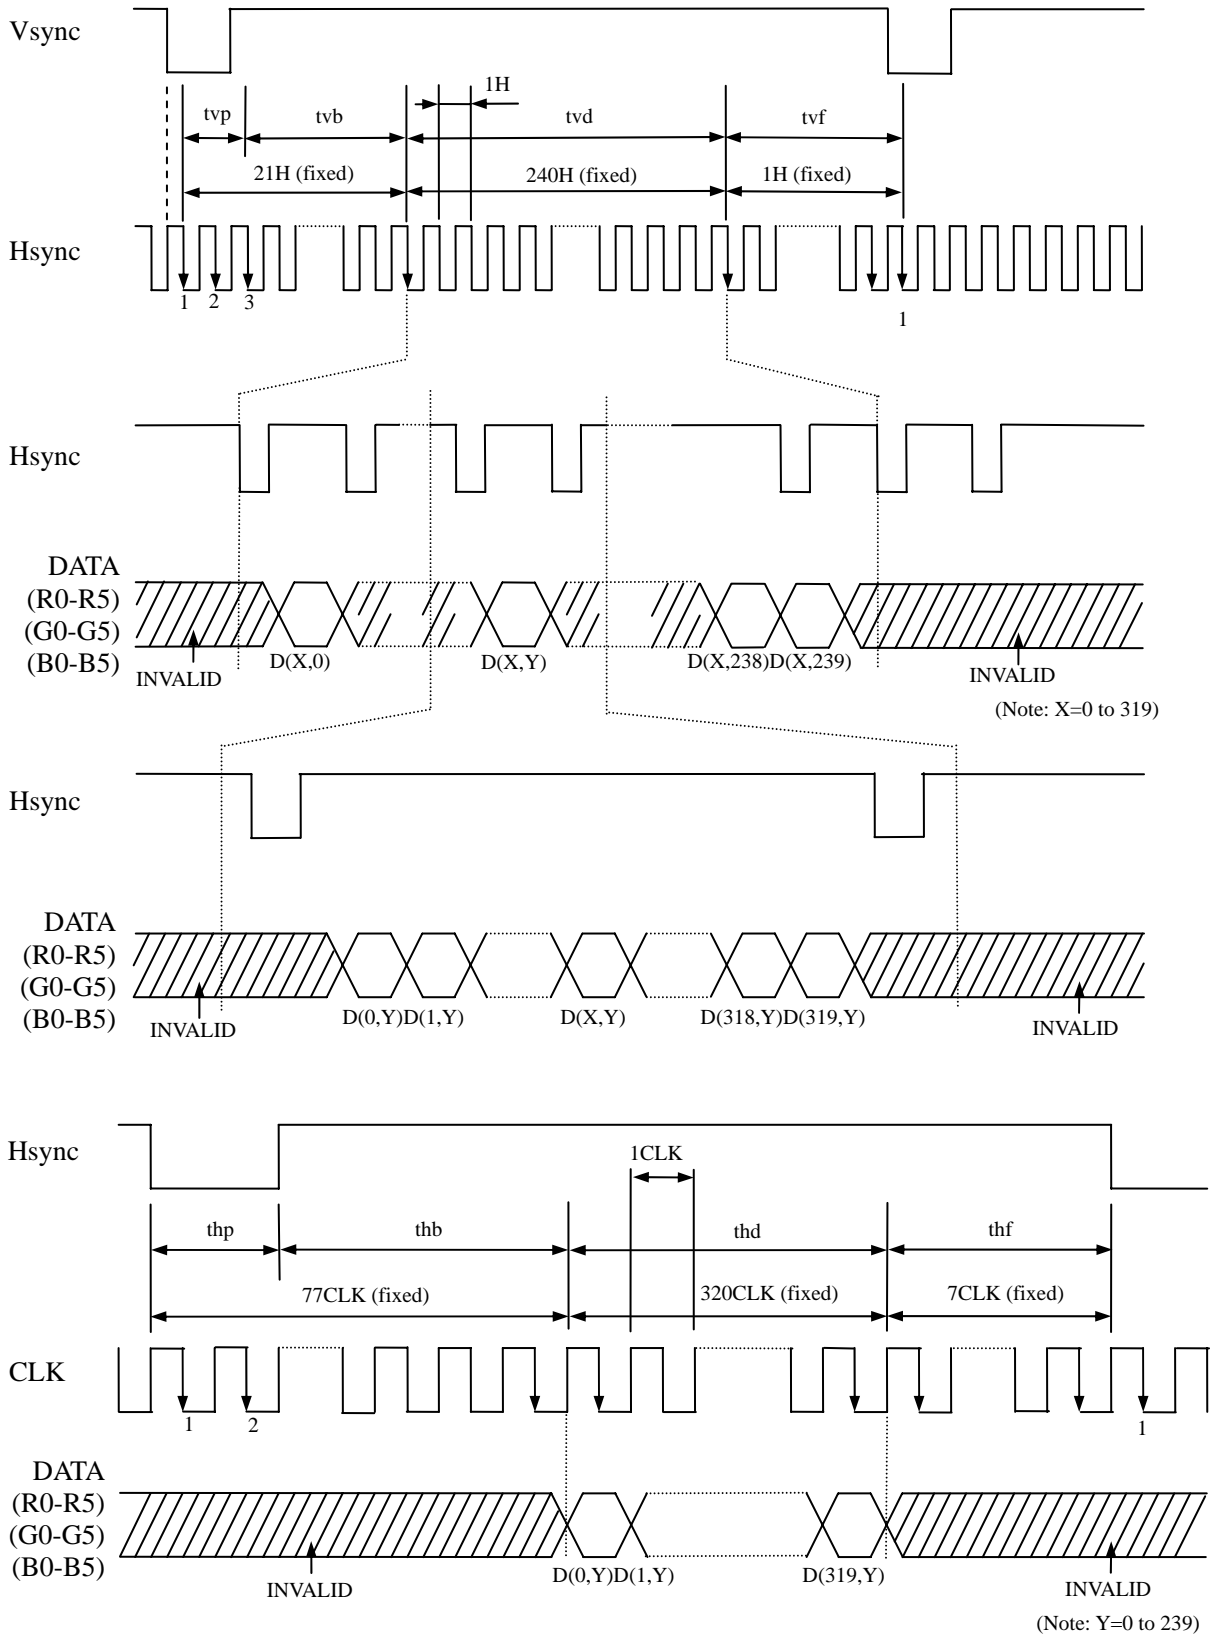 Vsync
1H
tvp
tvb
tvd
tvf
21H (fixed)
240H (fixed)
1H (fixed)
Hsync
1
2
3
1
Hsync
DATA
(R0-R5)
(G0-G5)
(B0-B5)
INVALID
D(X,0)
D(X,Y)
D(X,238)D(X,239)
INVALID
(Note: X=0 to 319)
Hsync
DATA
(R0-R5)
(G0-G5)
(B0-B5)
INVALID
D(0,Y)D(1,Y)
D(X,Y)
D(318,Y)D(319,Y)
INVALID
Hsync
1CLK
thp
thb
thd
thf
77CLK (fixed)
320CLK (fixed)
7CLK (fixed)
CLK
1
2
1
DATA
(R0-R5)
(G0-G5)
(B0-B5)
INVALID
D(0,Y)D(1,Y)
D(319,Y)
INVALID
(Note: Y=0 to 239)